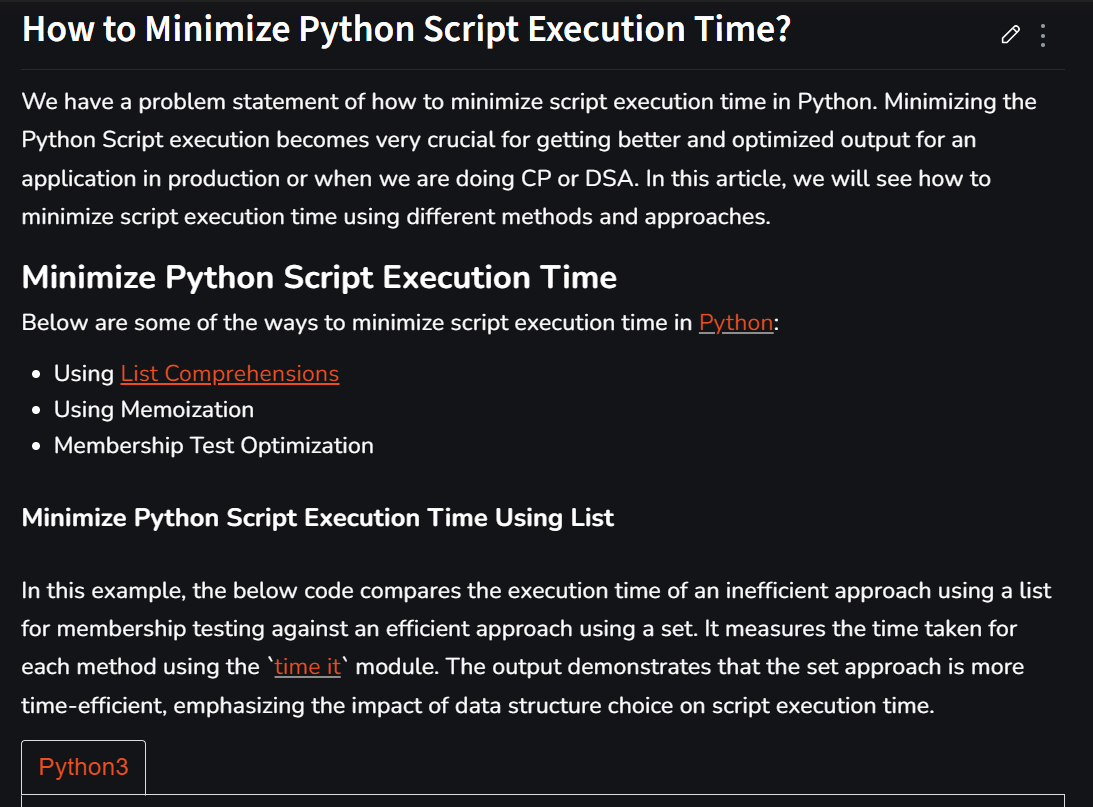 How to Minimize Python Script Execution Time?
We have a problem statement of how to minimize script execution time in Python. Minimizing the
Python Script execution becomes very crucial for getting better and optimized output for an
application in production or when we are doing CP or DSA. In this article, we will see how to
minimize script execution time using different methods and approaches.
Minimize Python Script Execution Time
Below are some of the ways to minimize script execution time in Python:
• Using List Comprehensions
• Using Memoization
• Membership Test Optimization
Minimize Python Script Execution Time Using List
In this example, the below code compares the execution time of an inefficient approach using a list
for membership testing against an efficient approach using a set. It measures the time taken for
each method using the `time it` module. The output demonstrates that the set approach is more
time-efficient, emphasizing the impact of data structure choice on script execution time.
Python3